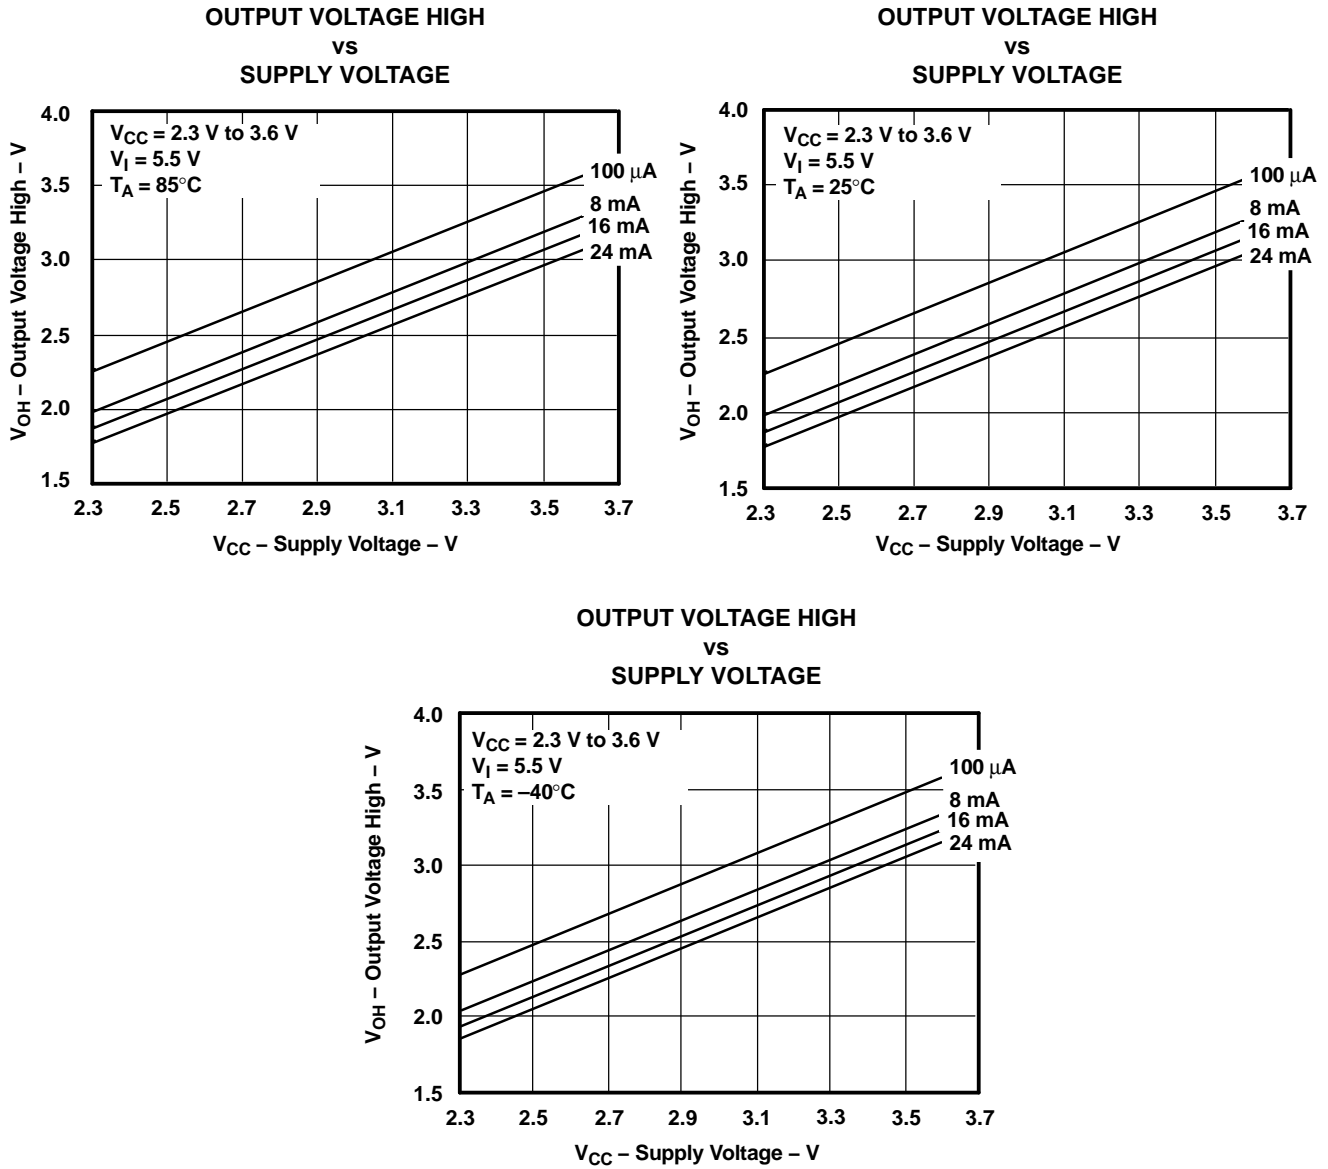 OUTPUT VOLTAGE HIGH
vs
SUPPLY VOLTAGE
4.0
3.5
3.0
2.5
2.0
1.5
V_OH – Output Voltage High – V
V_CC = 2.3 V to 3.6 V
V_I = 5.5 V
T_A = 85°C
100 μA
8 mA
16 mA
24 mA
2.3 2.5 2.7 2.9 3.1 3.3 3.5 3.7
V_CC – Supply Voltage – V
OUTPUT VOLTAGE HIGH
vs
SUPPLY VOLTAGE
4.0
3.5
3.0
2.5
2.0
1.5
V_OH – Output Voltage High – V
V_CC = 2.3 V to 3.6 V
V_I = 5.5 V
T_A = 25°C
100 μA
8 mA
16 mA
24 mA
2.3 2.5 2.7 2.9 3.1 3.3 3.5 3.7
V_CC – Supply Voltage – V
OUTPUT VOLTAGE HIGH
vs
SUPPLY VOLTAGE
4.0
3.5
3.0
2.5
2.0
1.5
V_OH – Output Voltage High – V
V_CC = 2.3 V to 3.6 V
V_I = 5.5 V
T_A = –40°C
100 μA
8 mA
16 mA
24 mA
2.3 2.5 2.7 2.9 3.1 3.3 3.5 3.7
V_CC – Supply Voltage – V